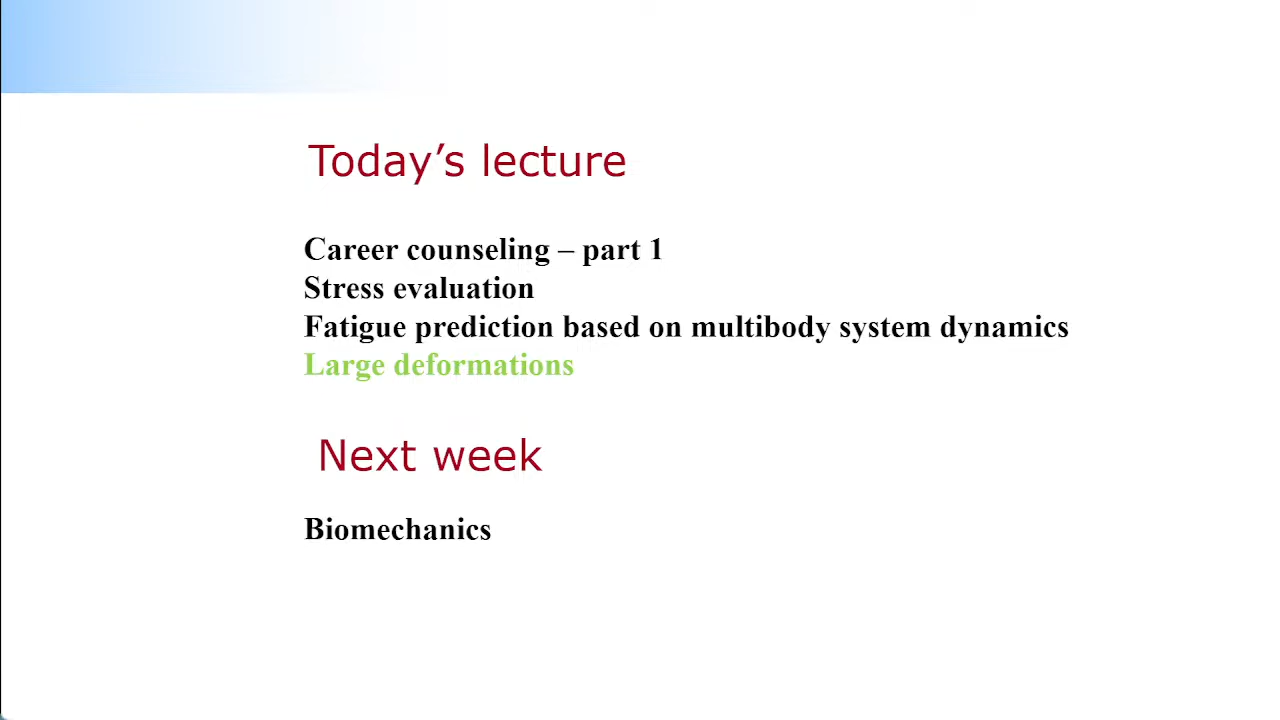 Today’s lecture
Career counseling – part 1
Stress evaluation
Fatigue prediction based on multibody system dynamics
Large deformations
Next week
Biomechanics